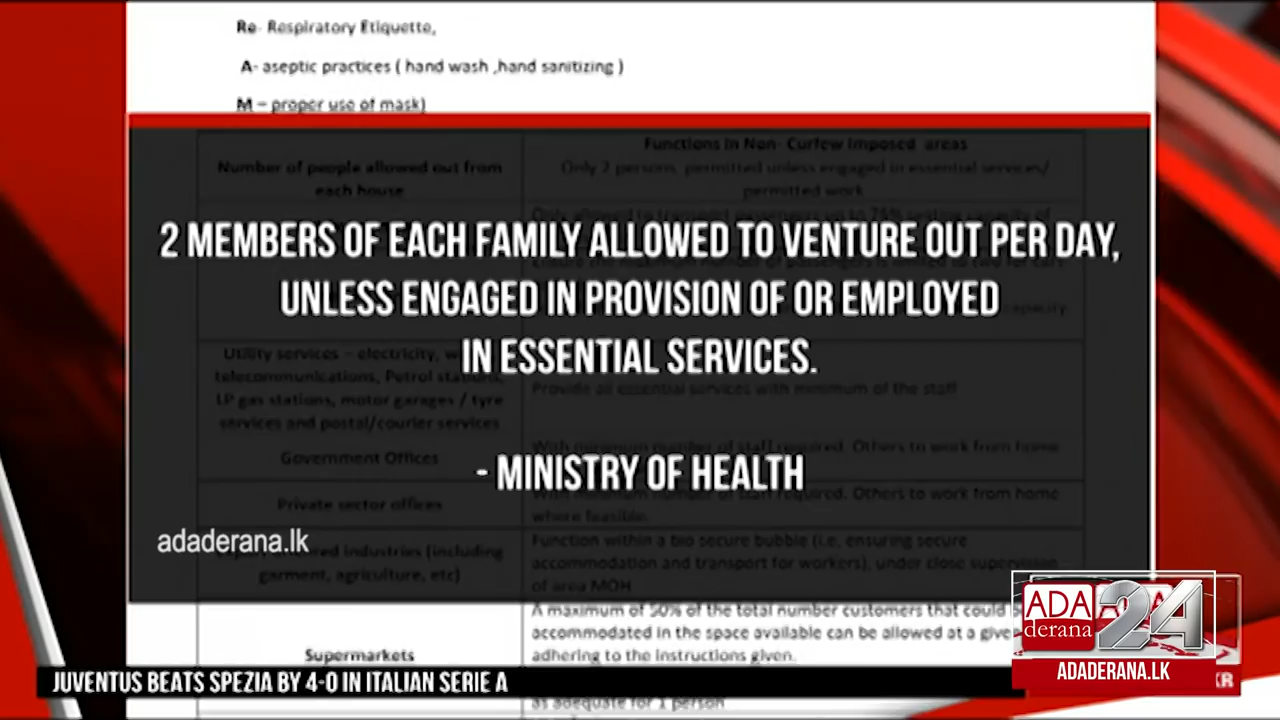 Re- Respiratory Etiquette,
A- aseptic practices ( hand wash ,hand sanitizing )
M – proper use of mask)
Functions in Non- Curfew Imposed areas
Number of people allowed out from
each house
Only 2 persons, permitted unless engaged in essential services/
permitted work
2 MEMBERS OF EACH FAMILY ALLOWED TO VENTURE OUT PER DAY,
UNLESS ENGAGED IN PROVISION OF OR EMPLOYED
IN ESSENTIAL SERVICES.
- MINISTRY OF HEALTH
capacity
Utility services – electricity,
telecommunications, Petrol stations,
LP gas stations, motor garages / tyre
services and postal/courier services
Provide all essential services with minimum of the staff
Government Offices
With minimum number of staff required. Others to work from home
Private sector offices
required. Others to work from home
where feasible.
adaderana.lk
industries (including
garment, agriculture, etc)
Function within a bio secure bubble (i.e. ensuring secure
accommodation and transport for workers), under close
of area MOH
Supermarkets
A maximum of 50% of the total number customers that could
accommodated in the space available can be allowed at a
adhering to the instructions given.
as adequate for 1 person
ADA
derana
24
ADADERANA.LK
JUVENTUS BEATS SPEZIA BY 4-0 IN ITALIAN SERIE A